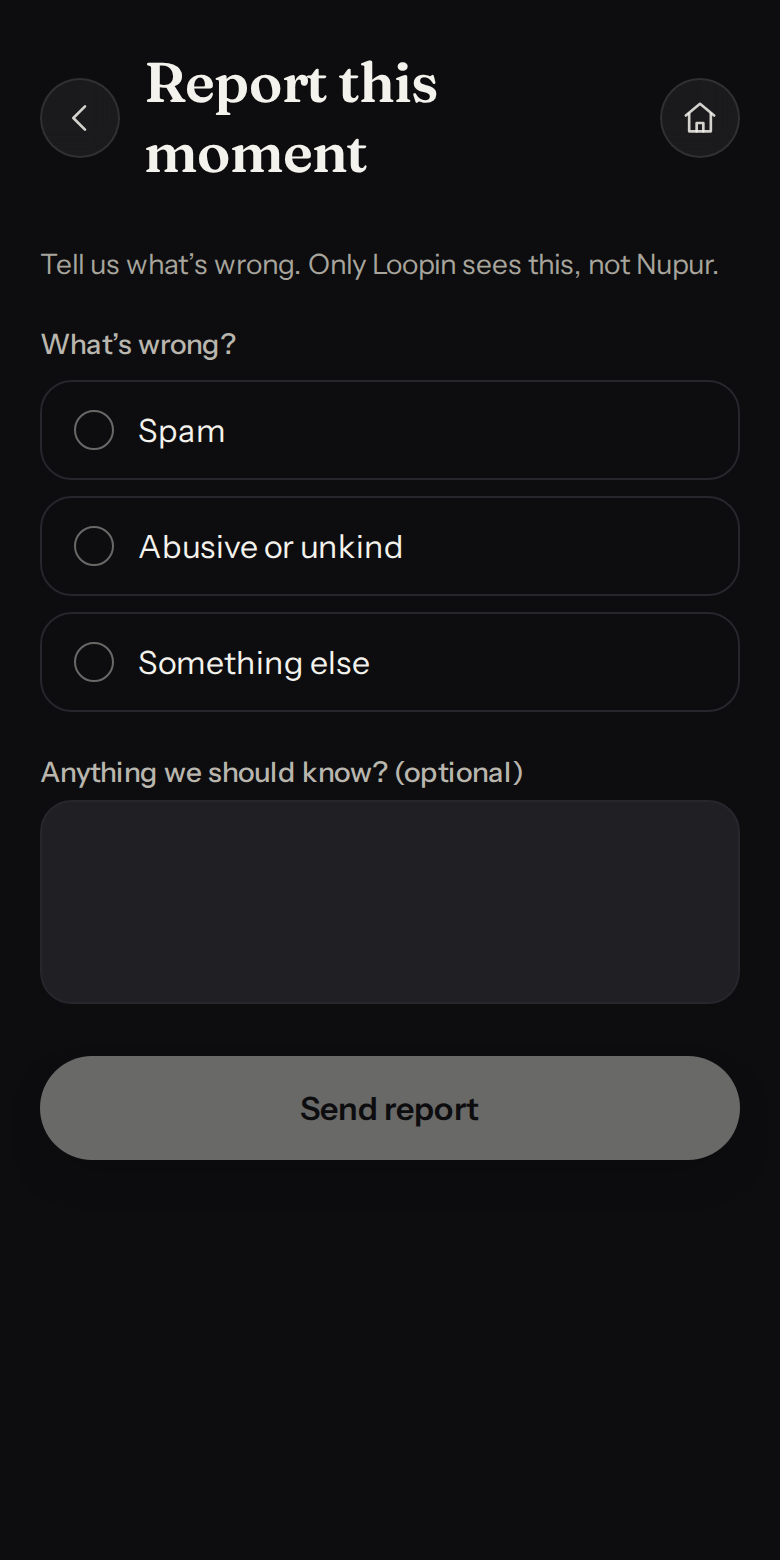 Report this
moment
Tell us what’s wrong. Only Loopin sees this, not Nupur.
What’s wrong?
Spam
Abusive or unkind
Something else
Anything we should know? (optional)
Send report